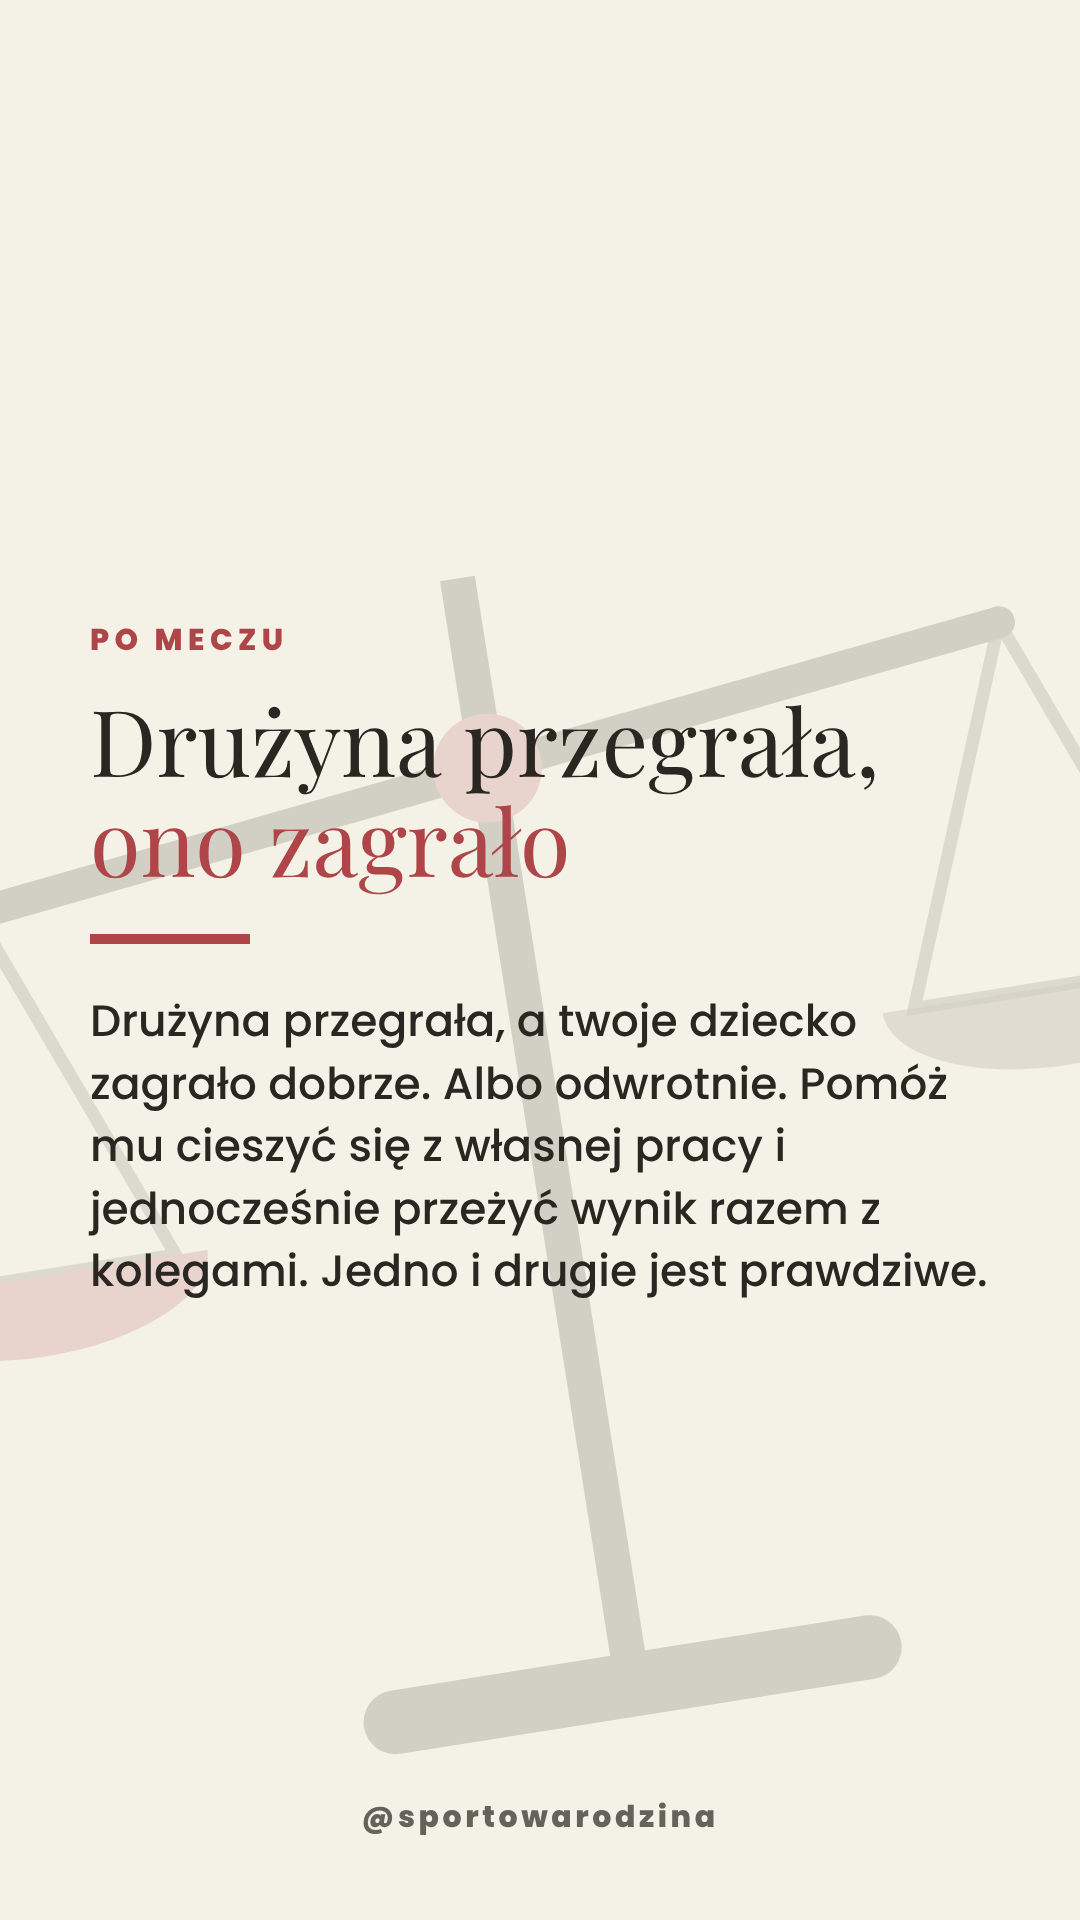 PO MECZU
Drużyna przegrała,
ono zagrało
Drużyna przegrała, a twoje dziecko
zagrało dobrze. Albo odwrotnie. Pomóż
mu cieszyć się z własnej pracy i
jednocześnie przeżyć wynik razem z
kolegami. Jedno i drugie jest prawdziwe.
@sportowarodzina